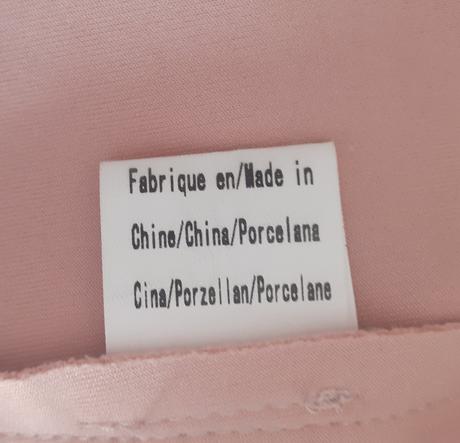 Fabrique en/Made in
Chine/China/Porcelana
Cina/Porzellan/Porcelane